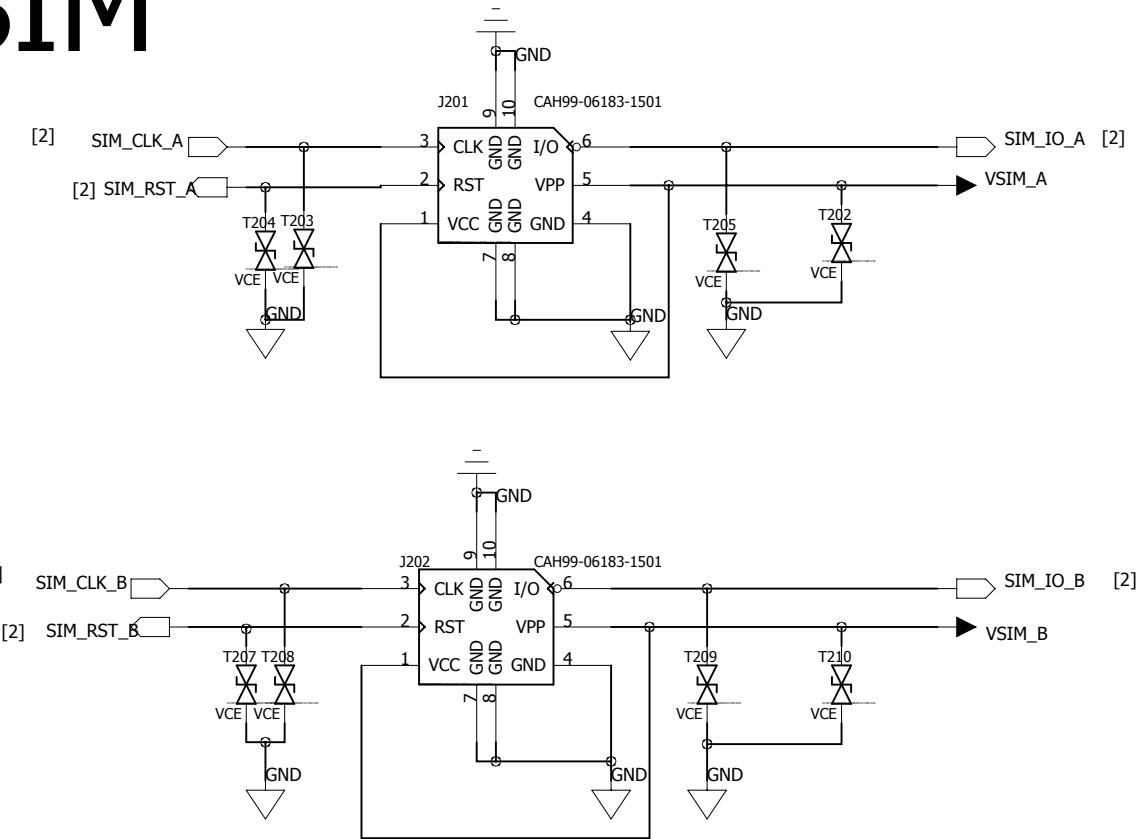 SIM
GND
J201 9 10 CAH99-06183-1501
[2] SIM_CLK_A 3 CLK GND GND I/O 6 SIM_IO_A [2]
[2] SIM_RST_A 2 RST VPP 5 VSIM_A
1 VCC GND GND GND 4
T204 T203 T205 T202
7 8
VCE VCE VCE VCE
GND GND GND
GND
J202 9 10 CAH99-06183-1501
SIM_CLK_B 3 CLK GND GND I/O 6 SIM_IO_B [2]
[2] SIM_RST_B 2 RST VPP 5 VSIM_B
1 VCC GND GND GND 4
T207 T208 T209 T210
7 8
VCE VCE VCE VCE
GND GND GND